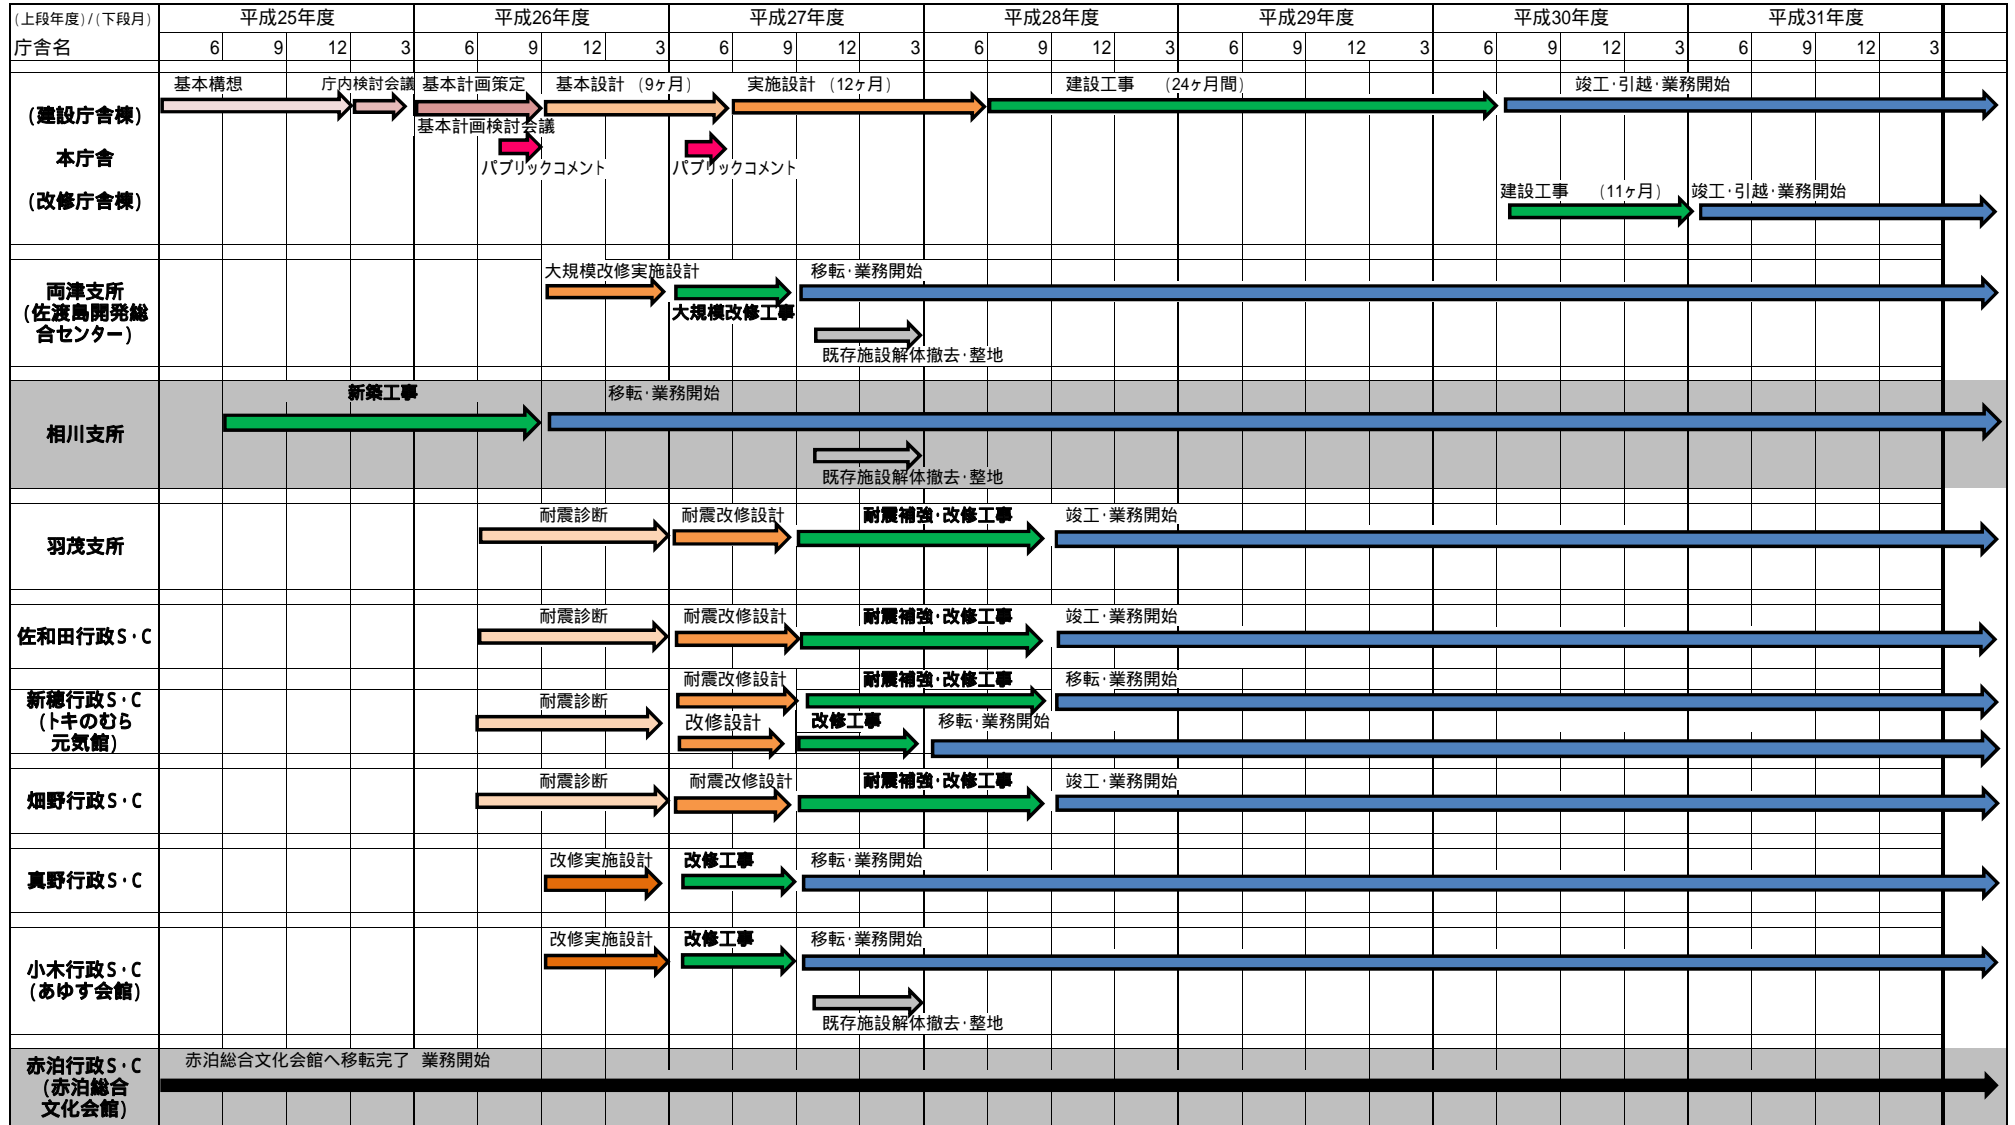 (上段年度)/(下段月) 平成25年度 平成26年度 平成27年度 平成28年度 平成29年度 平成30年度 平成31年度
庁舎名 6 9 12 3 6 9 12 3 6 9 12 3 6 9 12 3 6 9 12 3 6 9 12 3 6 9 12 3
基本構想 庁内検討会議 基本計画策定 基本設計 (9ヶ月) 実施設計 (12ヶ月) 建設工事 (24ヶ月間) 竣工・引越・業務開始
(建設庁舎棟)
基本計画検討会議
本庁舎
パブリックコメント パブリックコメント
(改修庁舎棟)
建設工事 (11ヶ月) 竣工・引越・業務開始
大規模改修実施設計 移転・業務開始
両津支所
(佐渡島開発総
合センター)
大規模改修工事
既存施設解体撤去・整地
新築工事 移転・業務開始
相川支所
既存施設解体撤去・整地
耐震診断 耐震改修設計 耐震補強・改修工事 竣工・業務開始
羽茂支所
耐震診断 耐震改修設計 耐震補強・改修工事 竣工・業務開始
佐和田行政S・C
耐震改修設計 耐震補強・改修工事 移転・業務開始
新穂行政S・C
(トキのむら
元気館)
耐震診断
改修設計 改修工事 移転・業務開始
耐震診断 耐震改修設計 耐震補強・改修工事 竣工・業務開始
畑野行政S・C
改修実施設計 改修工事 移転・業務開始
真野行政S・C
改修実施設計 改修工事 移転・業務開始
小木行政S・C
(あゆす会館)
既存施設解体撤去・整地
赤泊総合文化会館へ移転完了 業務開始
赤泊行政S・C
(赤泊総合
文化会館)